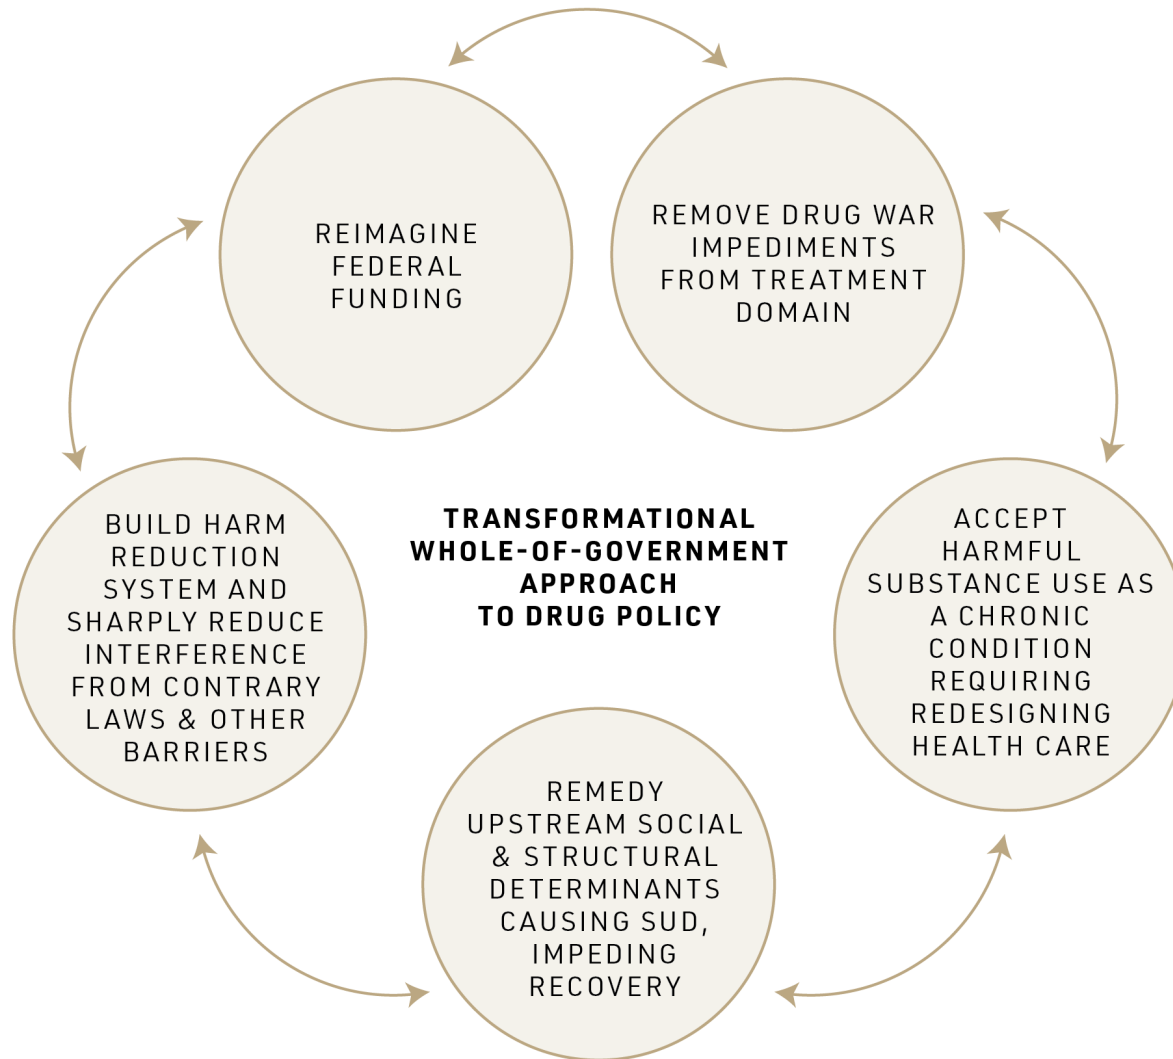 REIMAGINE
FEDERAL
FUNDING
REMOVE DRUG WAR
IMPEDIMENTS
FROM TREATMENT
DOMAIN
BUILD HARM
REDUCTION
SYSTEM AND
SHARPLY REDUCE
INTERFERENCE
FROM CONTRARY
LAWS & OTHER
BARRIERS
TRANSFORMATIONAL
WHOLE-OF-GOVERNMENT
APPROACH
TO DRUG POLICY
ACCEPT
HARMFUL
SUBSTANCE USE AS
A CHRONIC
CONDITION
REQUIRING
REDESIGNING
HEALTH CARE
REMEDY
UPSTREAM SOCIAL
& STRUCTURAL
DETERMINANTS
CAUSING SUD,
IMPEDING
RECOVERY